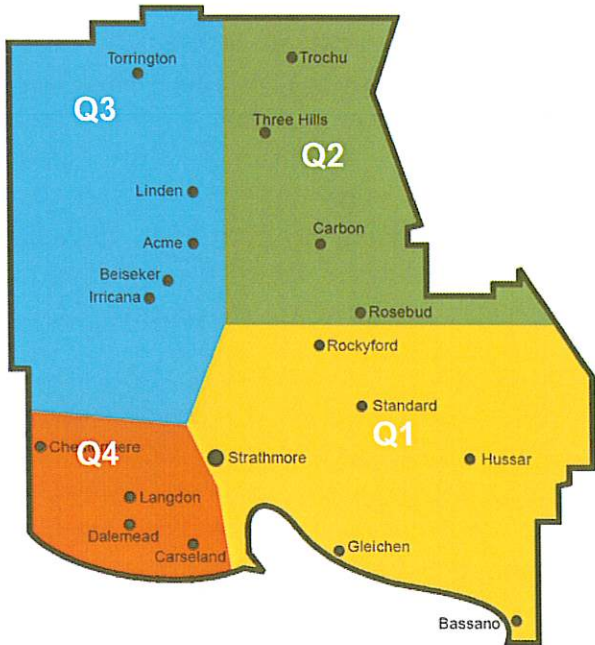 Torrington
Trochu
Q3
Three Hills
Q2
Linden
Acme
Carbon
Beiseker
Irricana
Rosebud
Rockyford
Standard
Q1
Chestermere
Q4
Strathmore
Hussar
Langdon
Dalemead
Carseland
Gleichen
Bassano